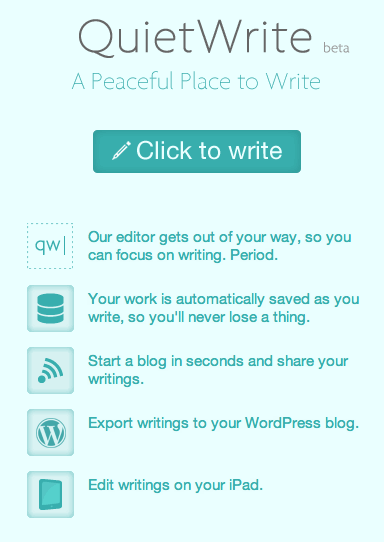 QuietWrite beta
A Peaceful Place to Write
Click to write
qw|
Our editor gets out of your way, so you
can focus on writing. Period.
Your work is automatically saved as you
write, so you'll never lose a thing.
Start a blog in seconds and share your
writings.
Export writings to your WordPress blog.
Edit writings on your iPad.